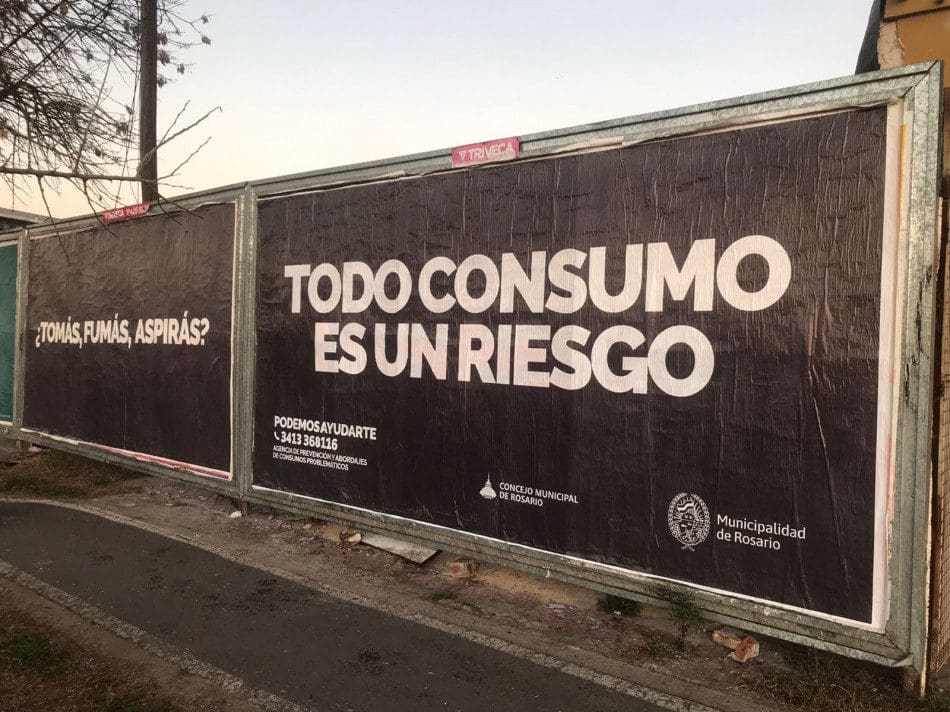 ¿TOMÁS, FUMÁS, ASPIRÁS?
TRIVECA
TODO CONSUMO
ES UN RIESGO
PODEMOS AYUDARTE
3413 368116
AGENCIA DE PREVENCIÓN Y ABORDAJES
DE CONSUMOS PROBLEMÁTICOS
CONCEJO MUNICIPAL
DE ROSARIO
Municipalidad
de Rosario